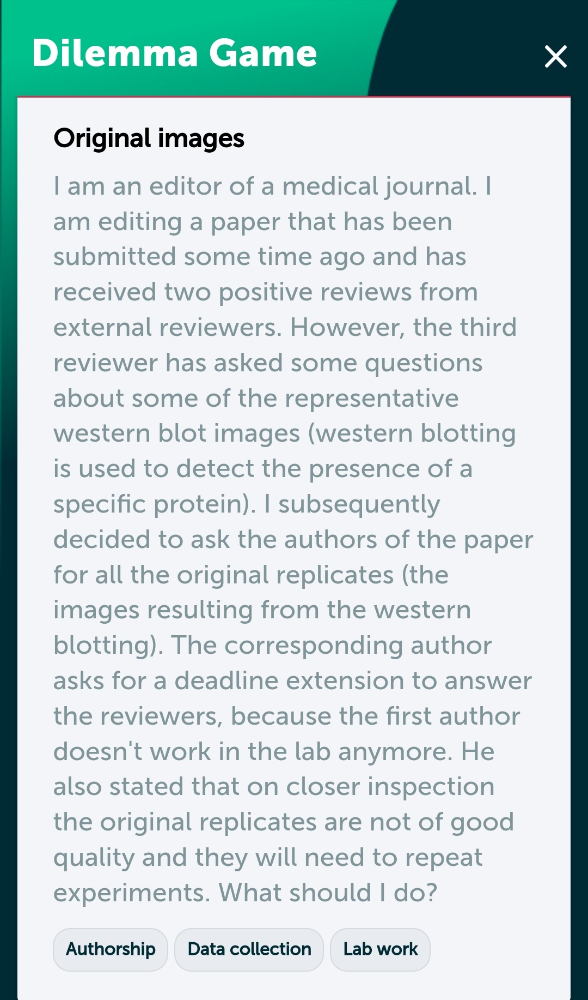 Dilemma Game
Original images
I am an editor of a medical journal. I
am editing a paper that has been
submitted some time ago and has
received two positive reviews from
external reviewers. However, the third
reviewer has asked some questions
about some of the representative
western blot images (western blotting
is used to detect the presence of a
specific protein). I subsequently
decided to ask the authors of the paper
for all the original replicates (the
images resulting from the western
blotting). The corresponding author
asks for a deadline extension to answer
the reviewers, because the first author
doesn't work in the lab anymore. He
also stated that on closer inspection
the original replicates are not of good
quality and they will need to repeat
experiments. What should I do?
Authorship Data collection Lab work